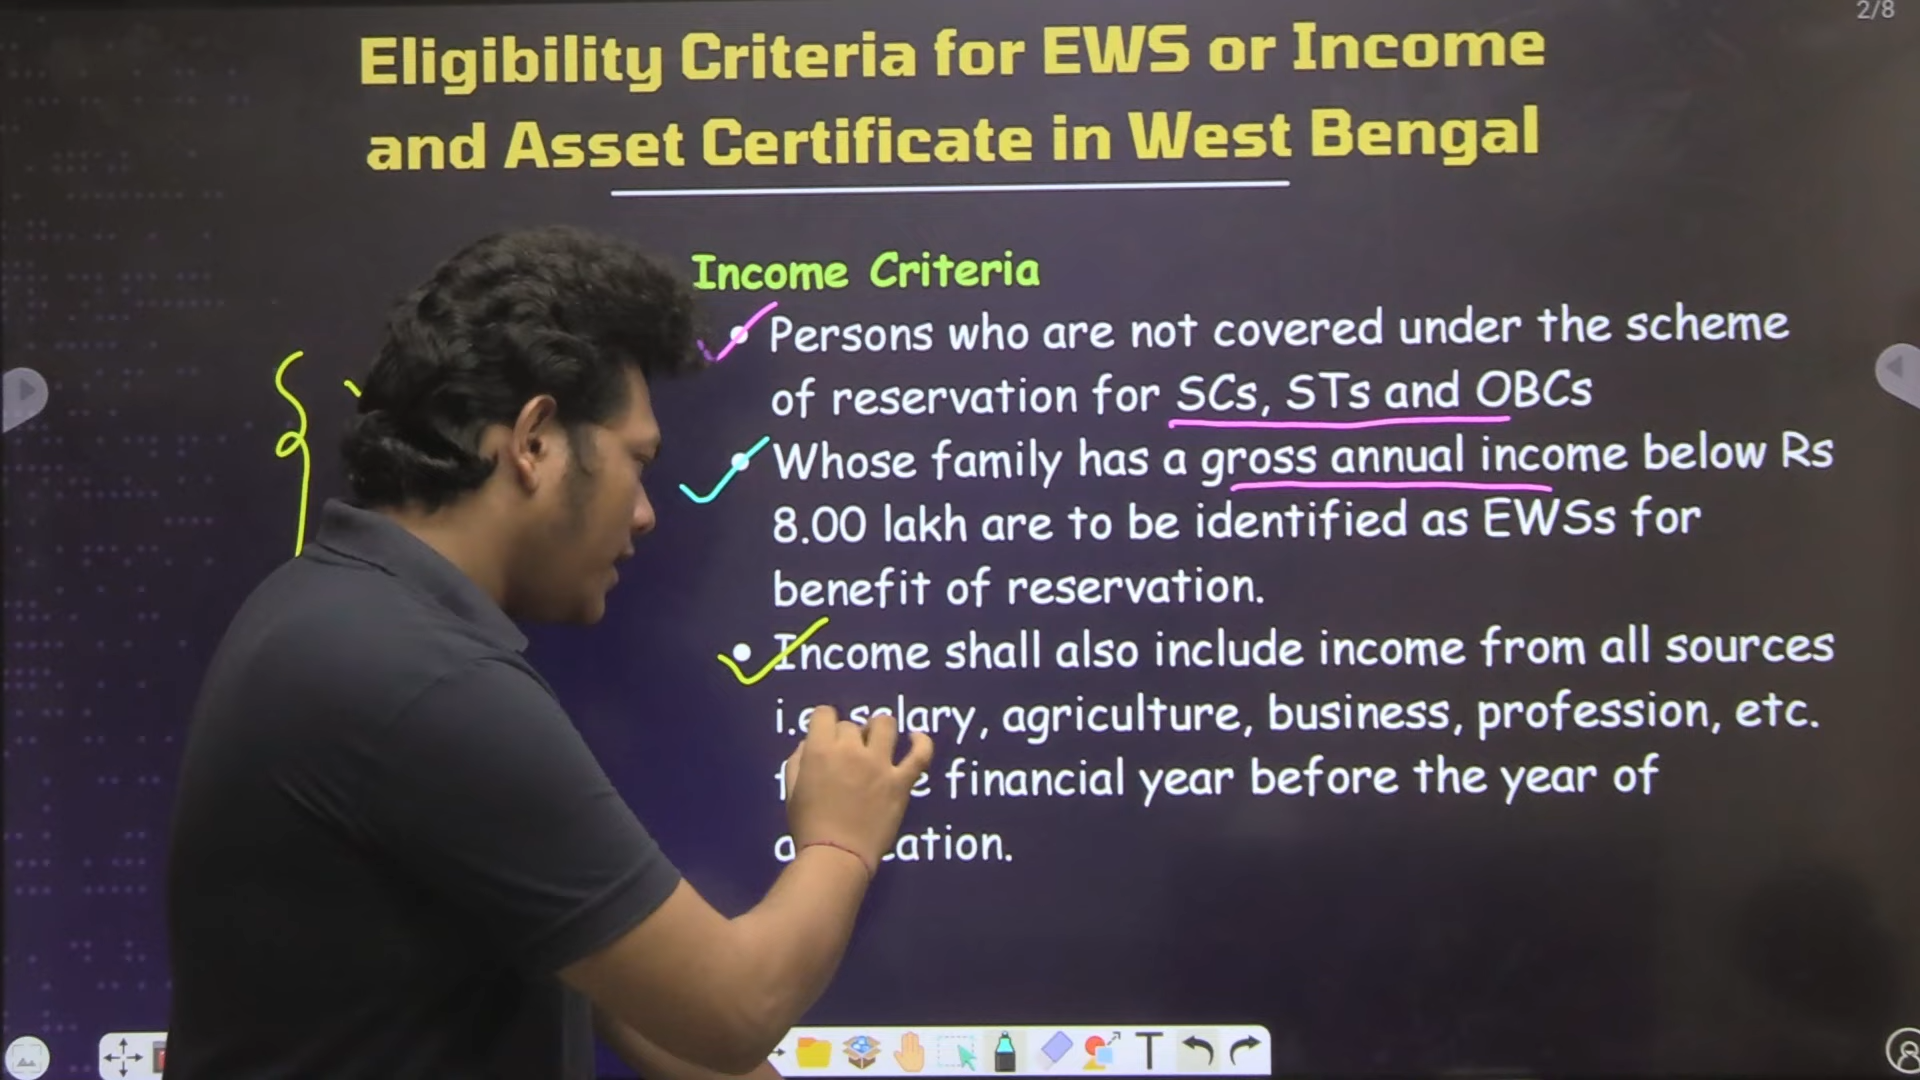 2/8
Eligibility Criteria for EWS or Income
and Asset Certificate in West Bengal
Income Criteria
• Persons who are not covered under the scheme
of reservation for SCs, STs and OBCs
• Whose family has a gross annual income below Rs
8.00 lakh are to be identified as EWSs for
benefit of reservation.
• Income shall also include income from all sources
i.e. salary, agriculture, business, profession, etc.
financial year before the year of
T